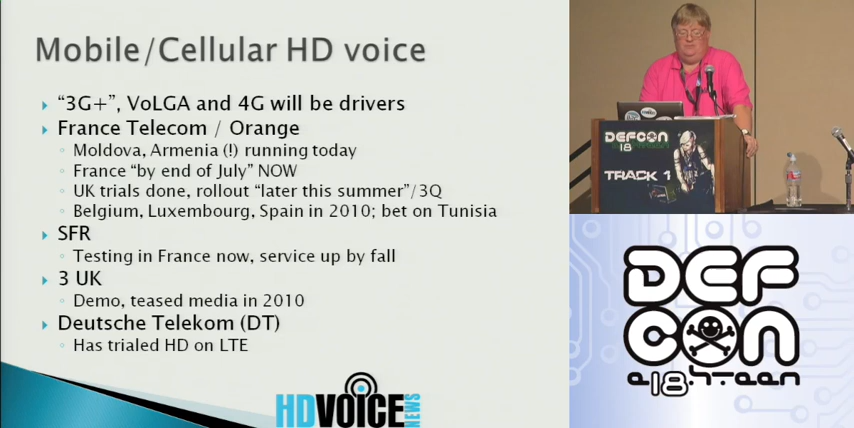 Mobile/Cellular HD voice
"3G+", VoLGA and 4G will be drivers
France Telecom / Orange
Moldova, Armenia (!) running today
France "by end of July" NOW
UK trials done, rollout "later this summer"/3Q
Belgium, Luxembourg, Spain in 2010; bet on Tunisia
SFR
Testing in France now, service up by fall
3 UK
Demo, teased media in 2010
Deutsche Telekom (DT)
Has trialed HD on LTE
HDVOICE
NEWS
DEFCON
18
TRACK 1
DEF
CON
e.18.h.teen